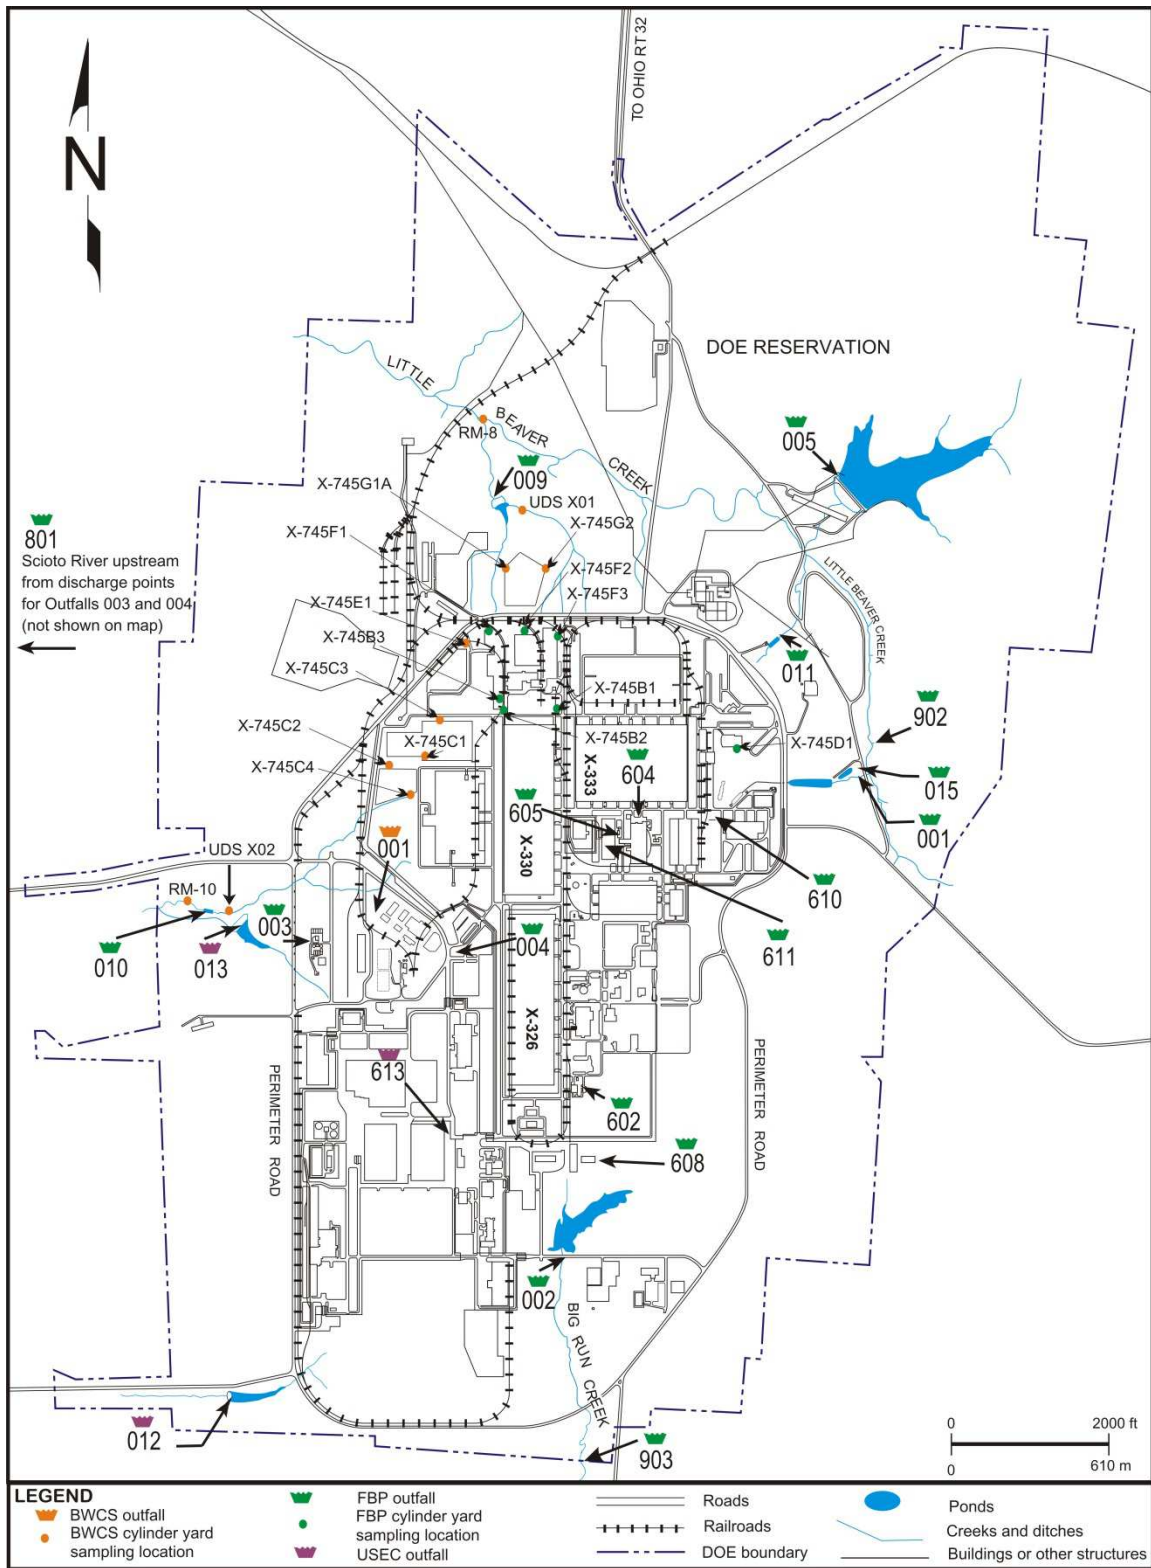 TO OHIO RT 32
N
DOE RESERVATION
LITTLE
BEAVER
CREEK
RM-8
005
009
X-745G1A
UDS X01
801
Scioto River upstream
from discharge points
for Outfalls 003 and 004
(not shown on map)
X-745F1
X-745G2
X-745F2
X-745E1
X-745F3
LITTLE BEAVER CREEK
X-745B3
011
X-745C3
X-745B1
X-745C2
902
X-745C1
X-745B2
X-745D1
X-745C4
X-333
604
015
605
001
001
X-330
UDS X02
RM-10
610
003
004
611
010
013
X-326
613
PERIMETER ROAD
PERIMETER ROAD
602
608
002
BIG RUN CREEK
012
903
0 2000 ft
0 610 m
LEGEND
BWCS outfall
BWCS cylinder yard
sampling location
FBP outfall
FBP cylinder yard
sampling location
USEC outfall
Roads
Railroads
DOE boundary
Ponds
Creeks and ditches
Buildings or other structures